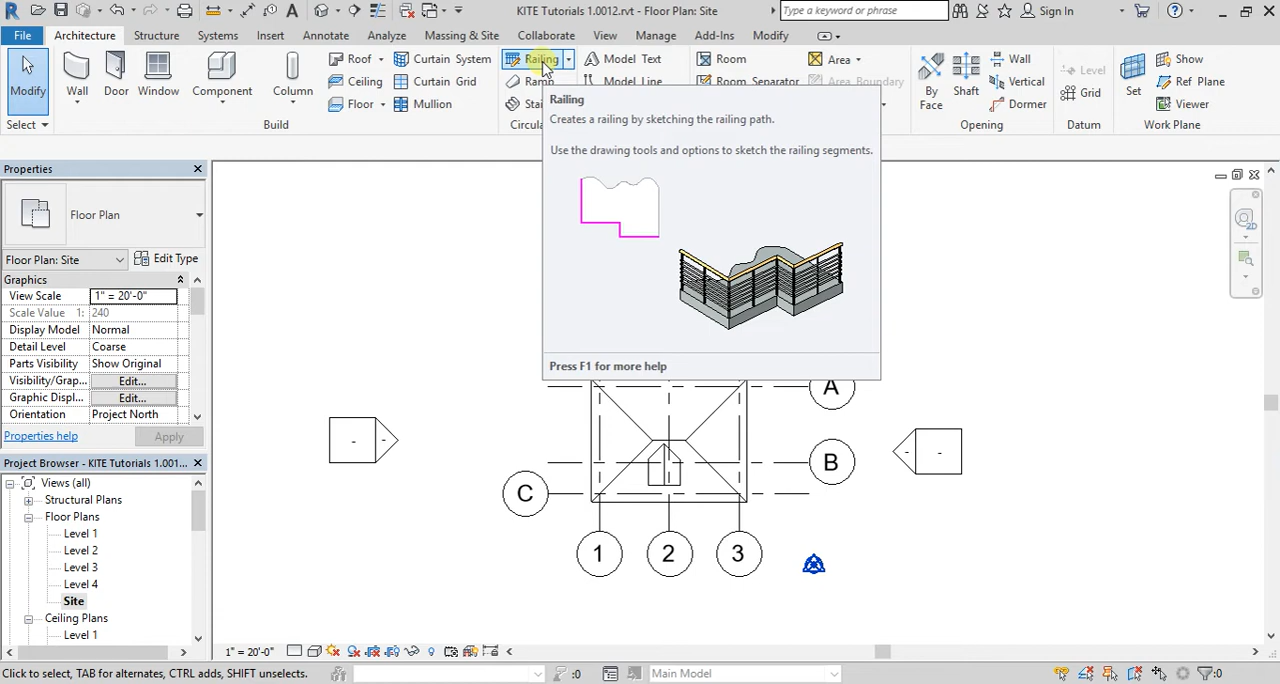 KITE Tutorials 1.0012.rvt - Floor Plan: Site
Type a keyword or phrase
Sign In
File Architecture Structure Systems Insert Annotate Analyze Massing & Site Collaborate View Manage Add-Ins Modify
Modify Wall Door Window Component Column
Roof Curtain System Railing Model Text Room Area
Ceiling Curtain Grid Ramp Model Line Room Separator Area Boundary
Floor Mullion
By Face Shaft
Wall
Vertical
Dormer
Level
Grid
Set
Show
Ref Plane
Viewer
Select Build Opening Datum Work Plane
Railing
Creates a railing by sketching the railing path.
Use the drawing tools and options to sketch the railing segments.
Press F1 for more help
Properties
Floor Plan
Floor Plan: Site Edit Type
Graphics
View Scale 1" = 20'-0"
Scale Value 1: 240
Display Model Normal
Detail Level Coarse
Parts Visibility Show Original
Visibility/Grap... Edit...
Graphic Displ... Edit...
Orientation Project North
Properties help Apply
Project Browser - KITE Tutorials 1.001...
Views (all)
Structural Plans
Floor Plans
Level 1
Level 2
Level 3
Level 4
Site
Ceiling Plans
Level 1
A
B
C
1 2 3
2D
1" = 20'-0"
Click to select, TAB for alternates, CTRL adds, SHIFT unselects.
:0
Main Model
:0